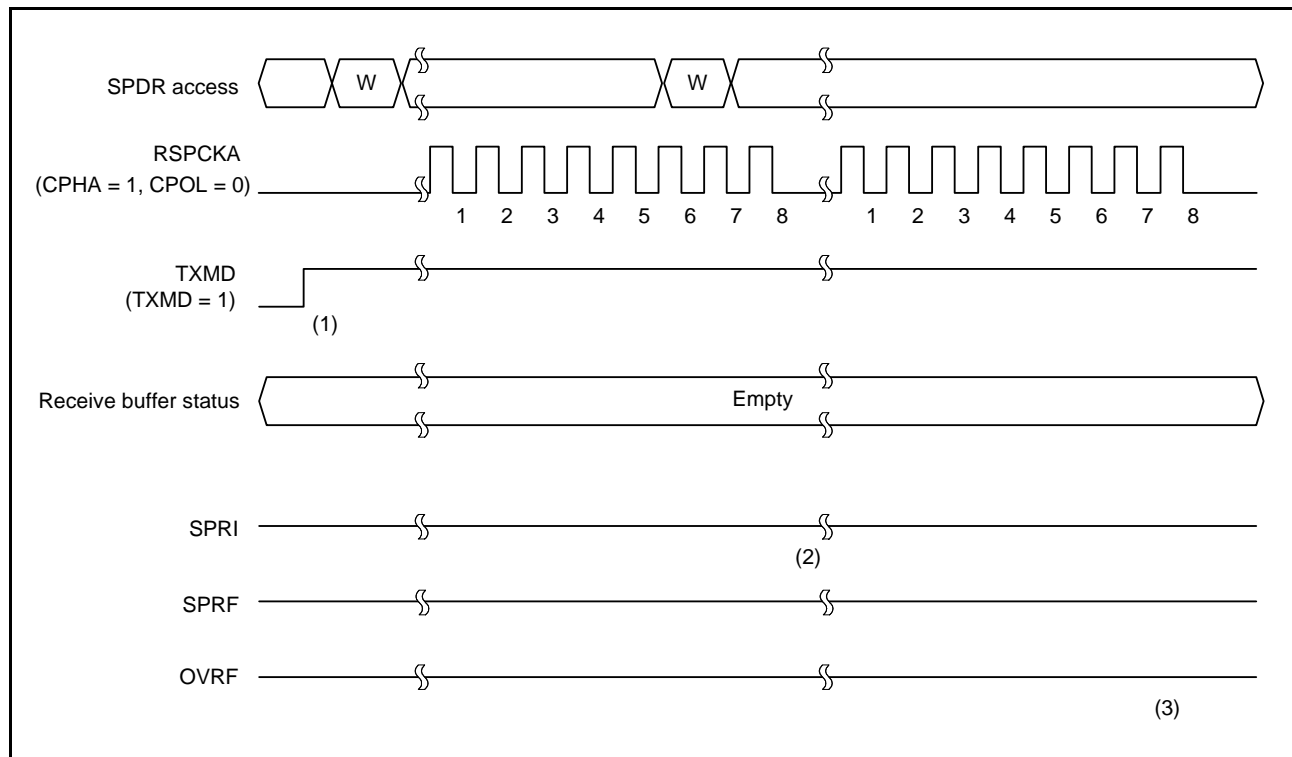 SPDR access
W
W
RSPCKA
(CPHA = 1, CPOL = 0)
1 2 3 4 5 6 7 8 1 2 3 4 5 6 7 8
TXMD
(TXMD = 1)
(1)
Receive buffer status
Empty
SPRI
(2)
SPRF
OVRF
(3)